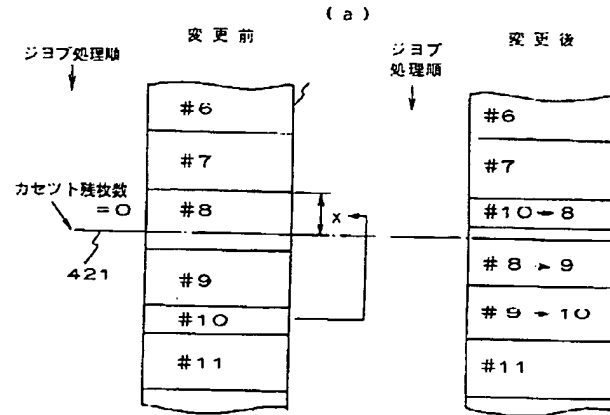 (a)
変更前
ジョブ処理順
#6
#7
カセット残枚数
=0
#8
X
421
#9
#10
#11
ジョブ
処理順
変更後
#6
#7
#10→8
#8→9
#9→10
#11